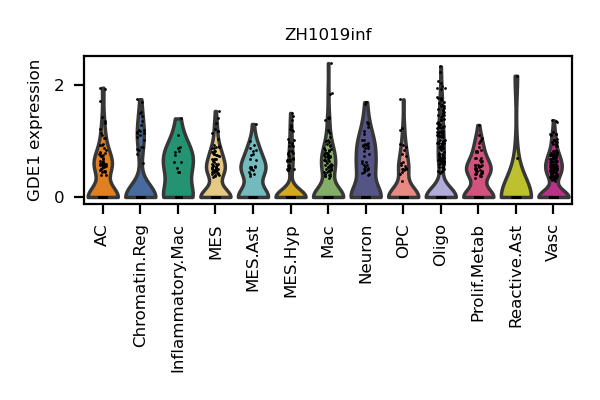 ZH1019inf
GDE1 expression
2
0
AC
Chromatin.Reg
Inflammatory.Mac
MES
MES.Ast
MES.Hyp
Mac
Neuron
OPC
Oligo
Prolif.Metab
Reactive.Ast
Vasc